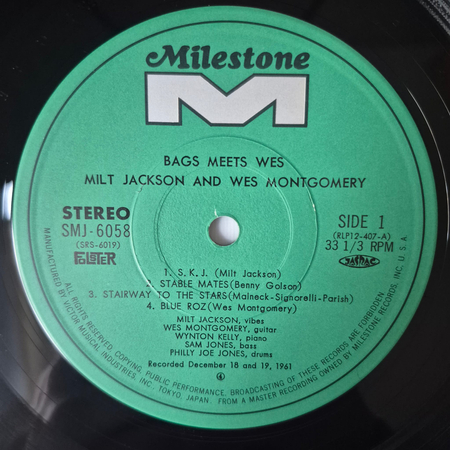 Milestone
M
BAGS MEETS WES
MILT JACKSON AND WES MONTGOMERY
STEREO
SMJ-6058
(SRS-6019)
POLSTER
SIDE 1
(RLP12-407-A)
33 1/3 RPM
JASRAC
1. S.K.J. (Milt Jackson)
2. STABLE MATES (Benny Golson)
3. STAIRWAY TO THE STARS (Malneck-Signorelli-Parish)
4. BLUE ROZ (Wes Montgomery)
MILT JACKSON, vibes
WES MONTGOMERY, guitar
WYNTON KELLY, piano
SAM JONES, bass
PHILLY JOE JONES, drums
Recorded December 18 and 19, 1961
4
ALL RIGHTS RESERVED. COPYING, PUBLIC PERFORMANCE, BROADCASTING OF THESE RECORDS ARE FORBIDDEN.
MANUFACTURED BY VICTOR MUSICAL INDUSTRIES, INC. TOKYO, JAPAN. FROM A MASTER RECORDING OWNED BY MILESTONE RECORDS, INC., U.S.A.